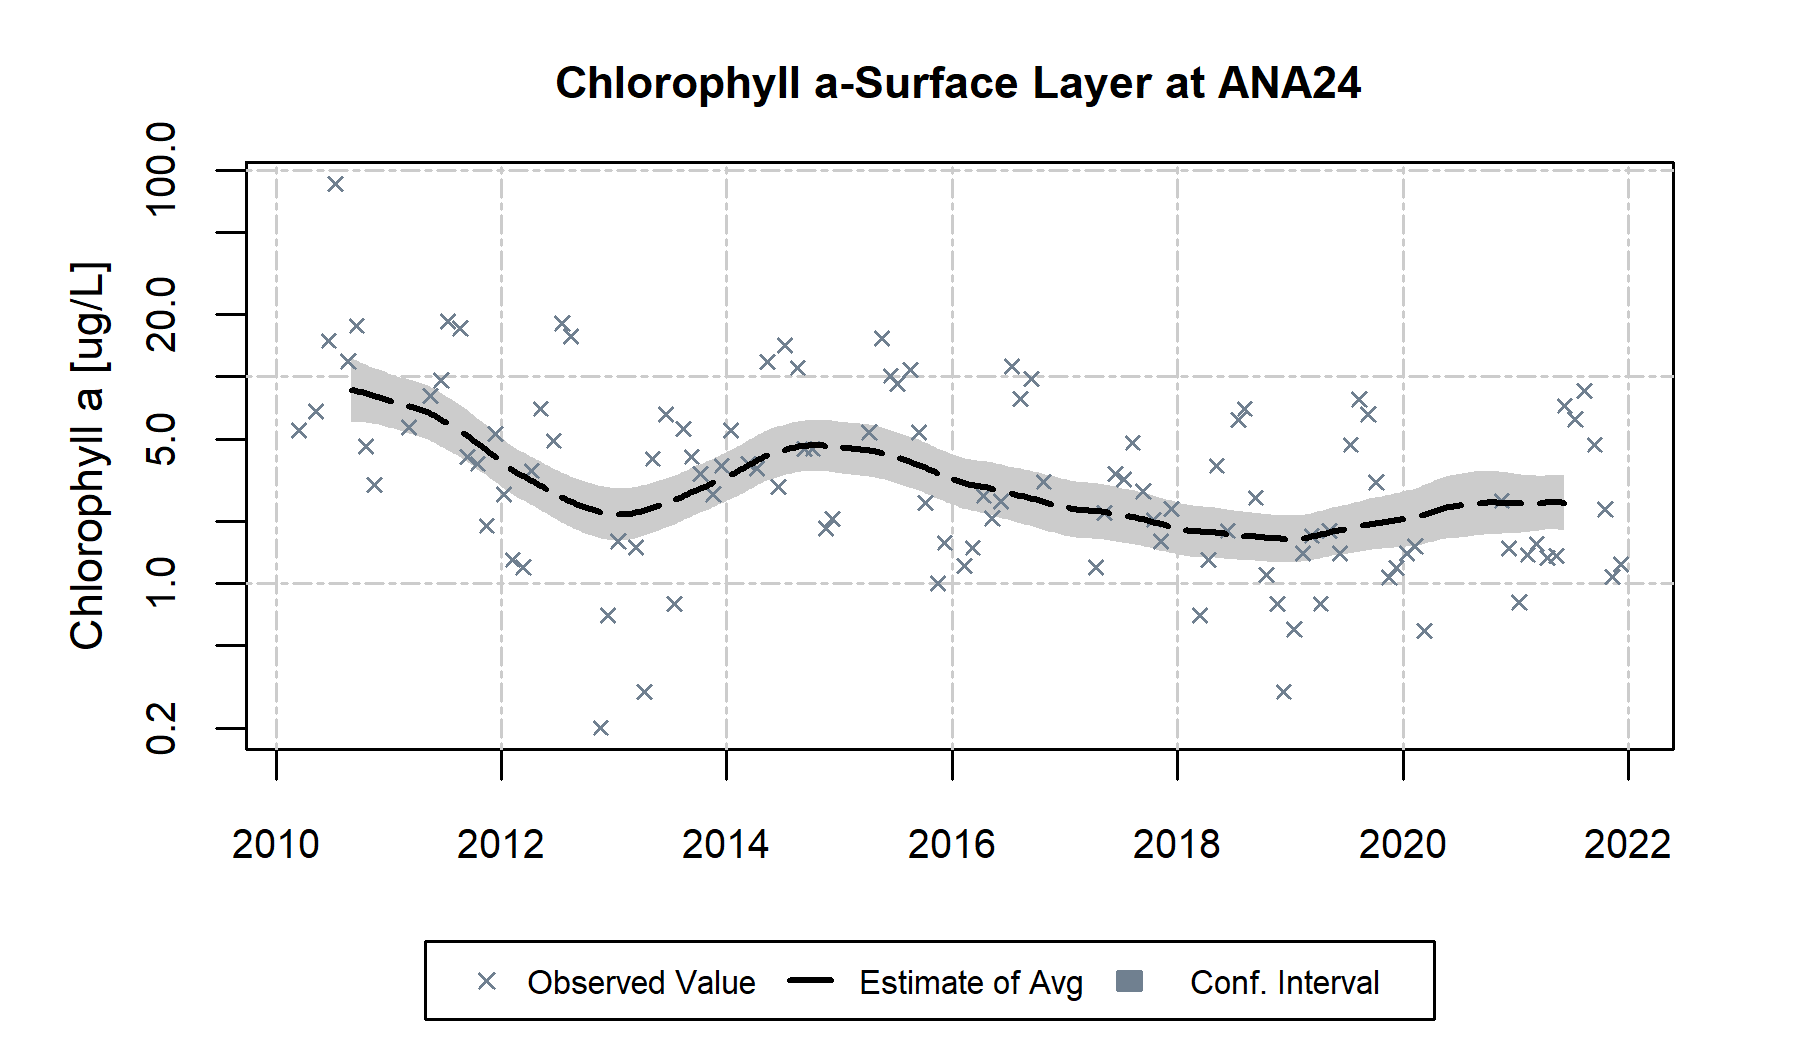 Chlorophyll a-Surface Layer at ANA24
Chlorophyll a [ug/L]
100.0
20.0
5.0
1.0
0.2
2010 2012 2014 2016 2018 2020 2022
Observed Value Estimate of Avg Conf. Interval